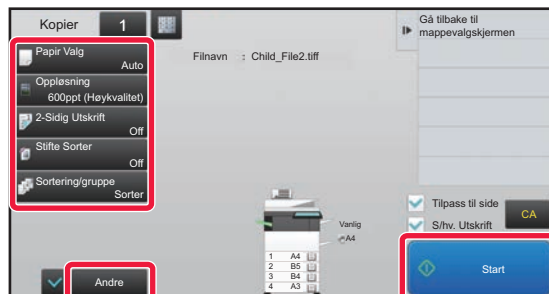 Kopier 1
Papir Valg
Auto
Oppløsning
600ppt (Høykvalitet)
2-Sidig Utskrift
Off
Stifte Sorter
Off
Sortering/gruppe
Sorter
Andre
Filnavn : Child_File2.tiff
Vanlig
A4
1 A4
2 B5
3 B4
4 A3
Gå tilbake til
mappevalgskjermen
Tilpass til side
S/hv. Utskrift
CA
Start